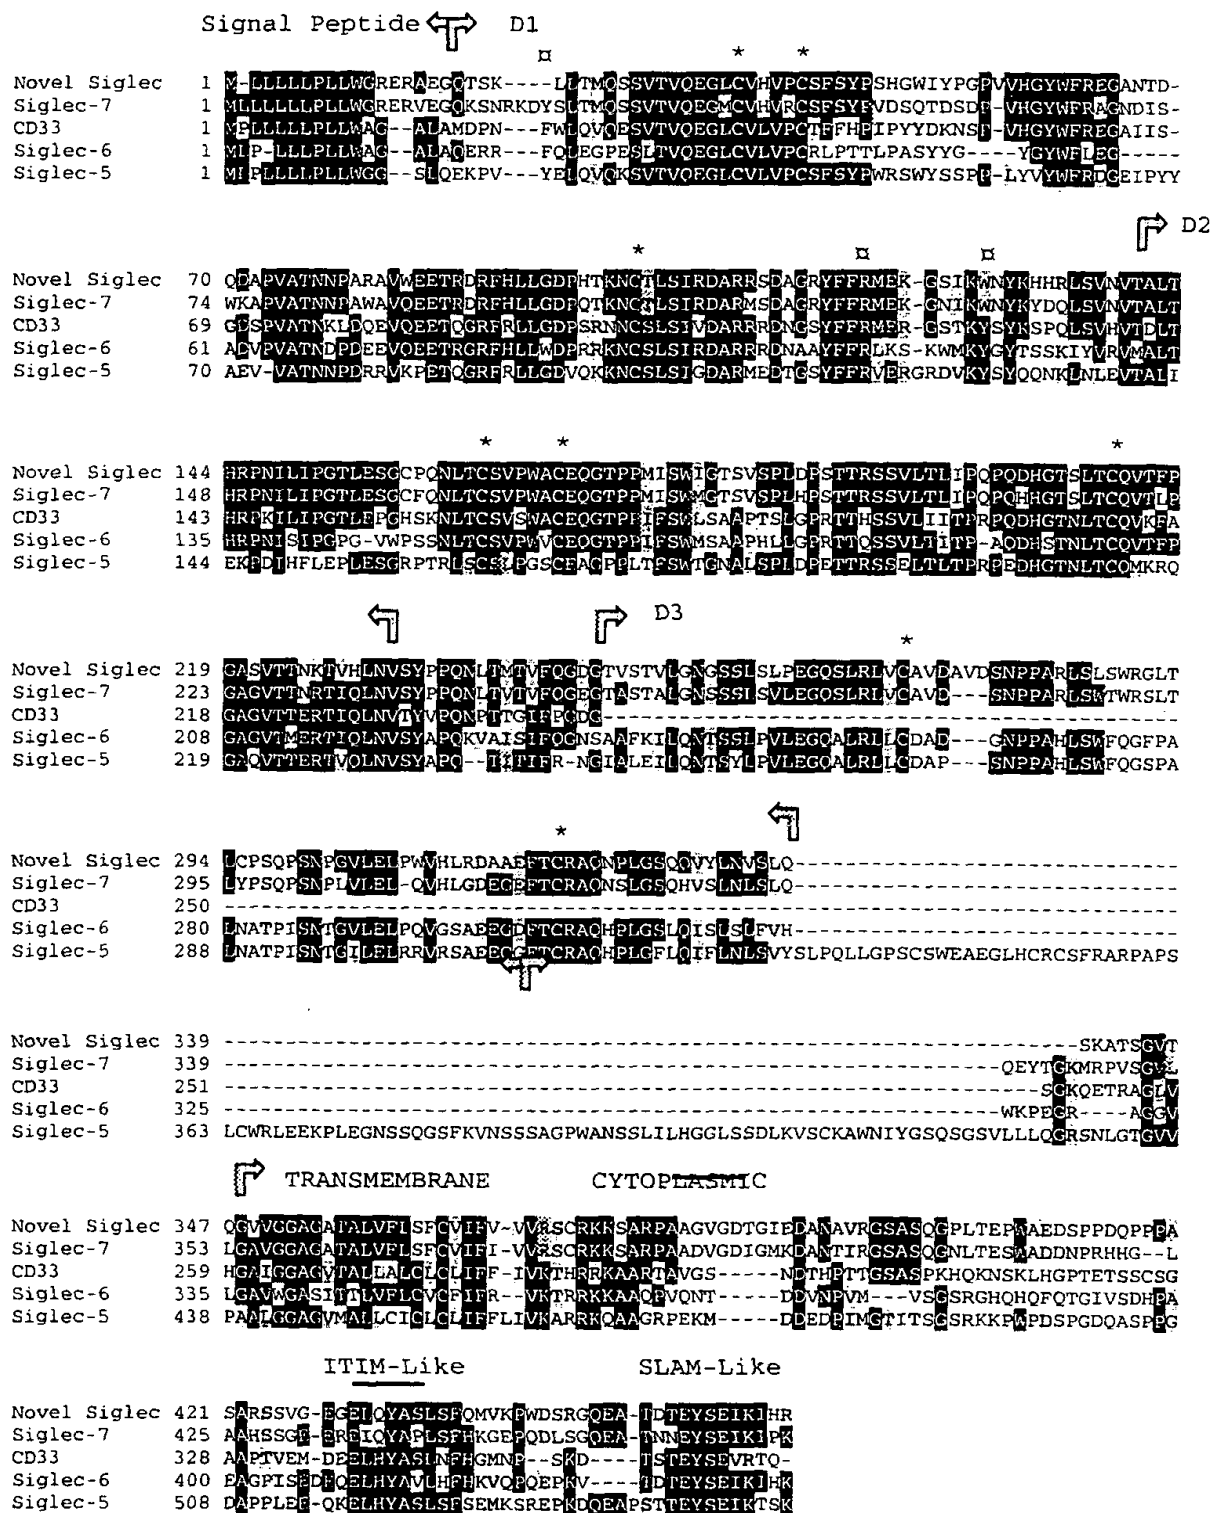 Signal Peptide D1
¤ * *
Novel Siglec 1 M-LLLLLPLLWGRERAEGQTSK----LLTMQSSVTVQEGLCVHVPCSFSYPSHGWIYPGPVVHGYWFREGANTD-
Siglec-7 1 MLLLLLLPLLWGRERVEGQKSNRKDYSLTMQSSVTVQEGMCVHVRCSFSYPVDSQTDSDP-VHGYWFRAGNDIS-
CD33 1 MPLLLLLPLLWAG--ALAMDPN---FWLQVQESVTVQEGLCVLVPCTFFHPIPYYDKNSP-VHGYWFREGAIIS-
Siglec-6 1 MLP-LLLPLLWAG--ALAQERR---FQLEGPESLTVQEGLCVLVPCRLPTTLPASYYG----YGYWFLEG-----
Siglec-5 1 MLPLLLLPLLWGG--SLQEKPV---YELQVQKSVTVQEGLCVLVPCSFSYPWRSWYSSPP-LYVYWFRDGEIPYY
D2
* ¤ ¤
Novel Siglec 70 QDAPVATNNPARAVWEETRDRFHLLGDPHTKNCTLSIRDARRSDAGRYFFRMEK-GSIKWNYKHHRLSVNVTALT
Siglec-7 74 WKAPVATNNPAWAVQEETRDRFHLLGDPQTKNCTLSIRDARMSDAGRYFFRMEK-GNIKWNYKYDQLSVNVTALT
CD33 69 GDSPVATNKLDQEVQEETQGRFRLLGDPSRNNCSLSIVDARRRDNGSYFFRMER-GSTKYSYKSPQLSVHVTDLT
Siglec-6 61 ADVPVATNDPDEEVQEETRGRFHLLWDPRRKNCSLSIRDARRRDNAAYFFRLKS-KWMKYGYTSSKIYVRVMALT
Siglec-5 70 AEV-VATNNPDRRVKPETQGRFRLLGDVQKKNCSLSIGDARMEDTGSYFFRVERGRDVKYSYQQNKLNLEVTALI
* * *
Novel Siglec 144 HRPNILIPGTLESGCPQNLTCSVPWACEQGTPPMISWIGTSVSPLDPSTTRSSVLTLIPQPQDHGTSLTCQVTFP
Siglec-7 148 HRPNILIPGTLESGCFQNLTCSVPWACEQGTPPMISWMGTSVSPLHPSTTRSSVLTLIPQPQHHGTSLTCQVTLP
CD33 143 HRPKILIPGTLEPGHSKNLTCSVSWACEQGTPPIFSWLSAAPTSLGPRTTHSSVLIITPRPQDHGTNLTCQVKFA
Siglec-6 135 HRPNISIPGPG-VWPSSNLTCSVPWVCEQGTPPIFSWMSAAPHLLGPRTTQSSVLTITP-AQDHSTNLTCQVTFP
Siglec-5 144 EKPDIHFLEPLESGRPTRLSCSLPGSCEAGPPLTFSWTGNALSPLDPETTRSSELTLTPRPEDHGTNLTCQMKRQ
D3
*
Novel Siglec 219 GASVTTNKTVHLNVSYPPQNLTMTVFQGDGTVSTVLGNGSSLSLPEGQSLRLVCAVDAVDSNPPARLSLSWRGLT
Siglec-7 223 GAGVTTNRTIQLNVSYPPQNLTVTVFQGEGTASTALGNSSSLSVLEGQSLRLVCAVD---SNPPARLSWTWRSLT
CD33 218 GAGVTTERTIQLNVTYVPQNPTTGIFPGDG---------------------------------------------
Siglec-6 208 GAGVTMERTIQLNVSYAPQKVAISIFQGNSAAFKILQNTSSLPVLEGQALRLLCDAD---GNPPAHLSWFQGFPA
Siglec-5 219 GAQVTTERTVQLNVSYAPQ--TITIFR-NGIALEILQNTSYLPVLEGQALRLLCDAP---SNPPAHLSWFQGSPA
*
Novel Siglec 294 LCPSQPSNPGVLELPWVHLRDAAEFTCRAQNPLGSQQVYLNVSLQ------------------------------
Siglec-7 295 LYPSQPSNPLVLEL-QVHLGDEGEFTCRAQNSLGSQHVSLNLSLQ------------------------------
CD33 250 ---------------------------------------------------------------------------
Siglec-6 280 LNATPISNTGVLELPQVGSAEEGDFTCRAQHPLGSLQISLSLFVH------------------------------
Siglec-5 288 LNATPISNTGILELRRVRSAEEGGFTCRAQHPLGFLQIFLNLSVYSLPQLLGPSCSWEAEGLHCRCSFRARPAPS
Novel Siglec 339 -------------------------------------------------------------------SKATSGVT
Siglec-7 339 -------------------------------------------------------------QEYTGKMRPVSGVL
CD33 251 ----------------------------------------------------------------SGKQETRAGLV
Siglec-6 325 -------------------------------------------------------------WKPEGR----AGGV
Siglec-5 363 LCWRLEEKPLEGNSSQGSFKVNSSSAGPWANSSLILHGGLSSDLKVSCKAWNIYGSQSGSVLLLQGRSNLGTGVV
TRANSMEMBRANE CYTOPLASMIC
Novel Siglec 347 QGVVGGAGATALVFLSFCVIFV-VVRSCRKKSARPAAGVGDTGIEDANAVRGSASQGPLTEPWAEDSPPDQPPPA
Siglec-7 353 LGAVGGAGATALVFLSFCVIFI-VVRSCRKKSARPAADVGDIGMKDANTIRGSASQGNLTESWADDNPRHHG--L
CD33 259 HGAIGGAGVTALLALCLCLIFF-IVKTHRRKAARTAVGS-----NDTHPTTGSASPKHQKNSKLHGPTETSSCSG
Siglec-6 335 LGAVWGASITTLVFLCVCFIFR--VKTRRKKAAQPVQNT-----DDVNPVM---VSGSRGHQHQFQTGIVSDHPA
Siglec-5 438 PAALGGAGVMALLCICLCLIFFLIVKARRKQAAGRPEKM-----DDEDPIMGTITSGSRKKPWPDSPGDQASPPG
ITIM-Like SLAM-Like
Novel Siglec 421 SARSSVG-EGELQYASLSFQMVKPWDSRGQEA-TDTEYSEIKIHR
Siglec-7 425 AAHSSGE-EREIQYAPLSFHKGEPQDLSGQEA-TNNEYSEIKIPK
CD33 328 AAPTVEM-DEELHYASLNFHGMNP--SKD----TSTEYSEVRTQ-
Siglec-6 400 EAGPISEDEQELHYAVLHFHKVQPQEPKV----TDTEYSEIKIHK
Siglec-5 508 DAPPLEE-QKELHYASLSFSEMKSREPKDQEAPSTTEYSEIKTSK